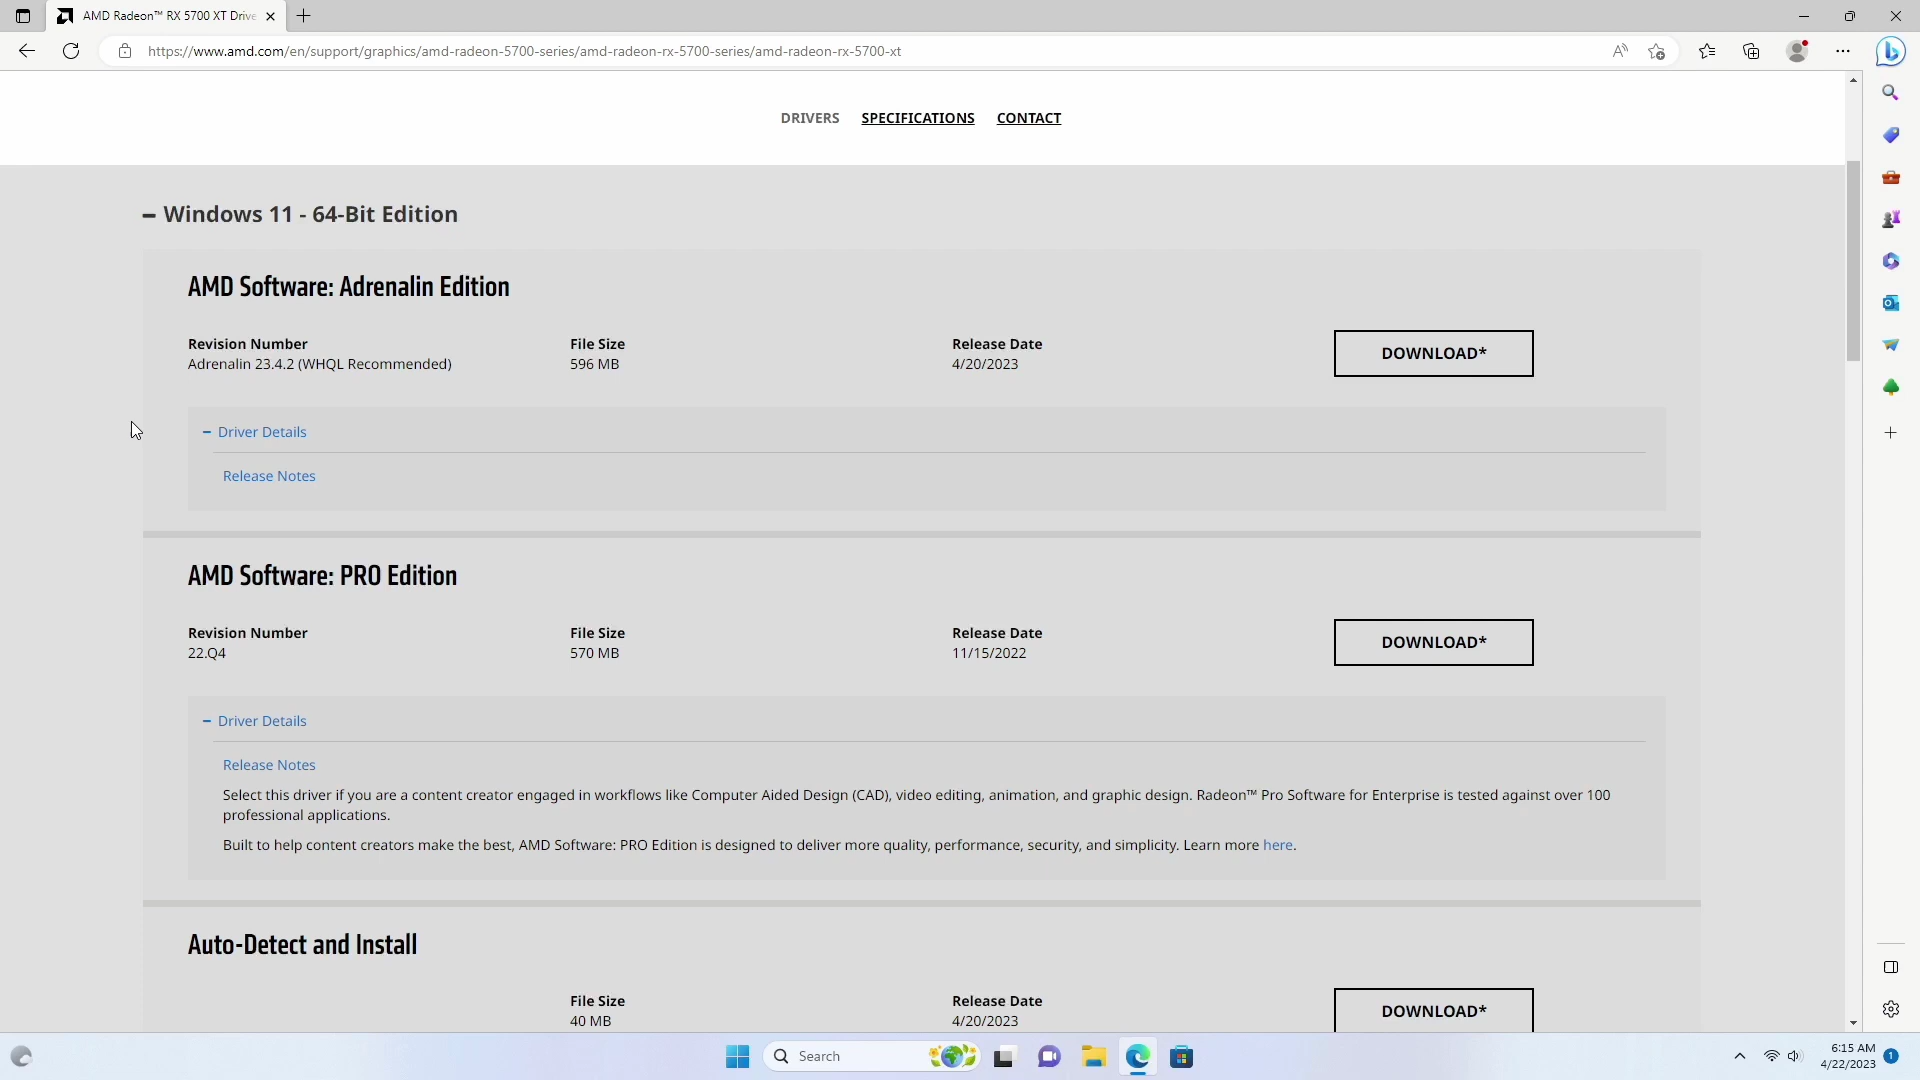 AMD Radeon™ RX 5700 XT Drive
https://www.amd.com/en/support/graphics/amd-radeon-5700-series/amd-radeon-rx-5700-series/amd-radeon-rx-5700-xt
DRIVERS SPECIFICATIONS CONTACT
Windows 11 - 64-Bit Edition
AMD Software: Adrenalin Edition
Revision Number File Size Release Date
Adrenalin 23.4.2 (WHQL Recommended) 596 MB 4/20/2023
DOWNLOAD*
Driver Details
Release Notes
AMD Software: PRO Edition
Revision Number File Size Release Date
22.Q4 570 MB 11/15/2022
DOWNLOAD*
Driver Details
Release Notes
Select this driver if you are a content creator engaged in workflows like Computer Aided Design (CAD), video editing, animation, and graphic design. Radeon™ Pro Software for Enterprise is tested against over 100
professional applications.
Built to help content creators make the best, AMD Software: PRO Edition is designed to deliver more quality, performance, security, and simplicity. Learn more here.
Auto-Detect and Install
File Size Release Date
40 MB 4/20/2023
DOWNLOAD*
Search
6:15 AM
4/22/2023
1